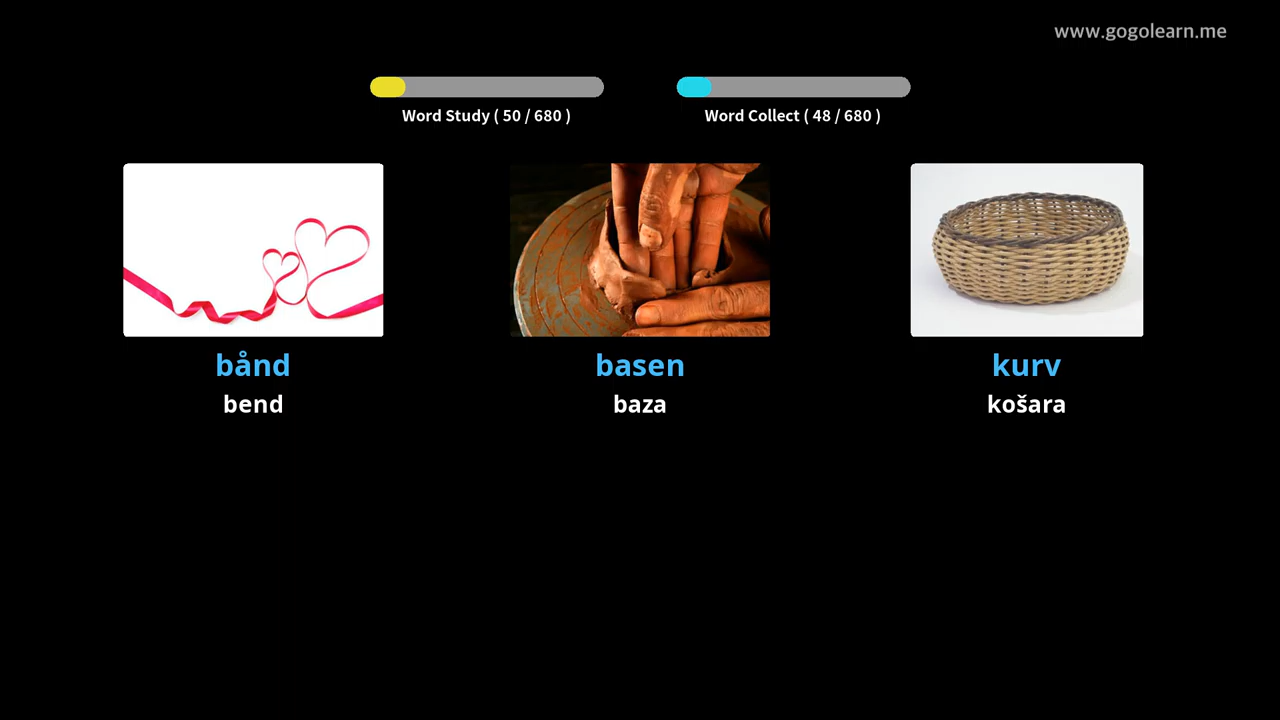 www.gogolearn.me
Word Study ( 50 / 680 )
Word Collect ( 48 / 680 )
bånd
basen
kurv
bend
baza
košara